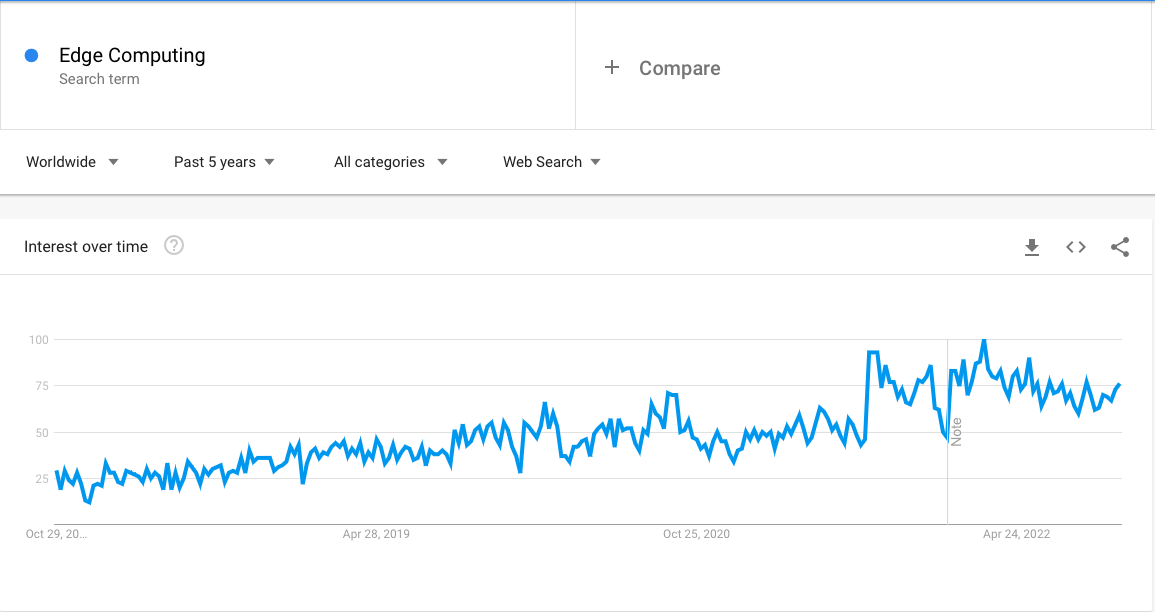 Edge Computing
Search term
+ Compare
Worldwide
Past 5 years
All categories
Web Search
Interest over time
?
100
75
50
25
Note
Oct 29, 20...
Apr 28, 2019
Oct 25, 2020
Apr 24, 2022